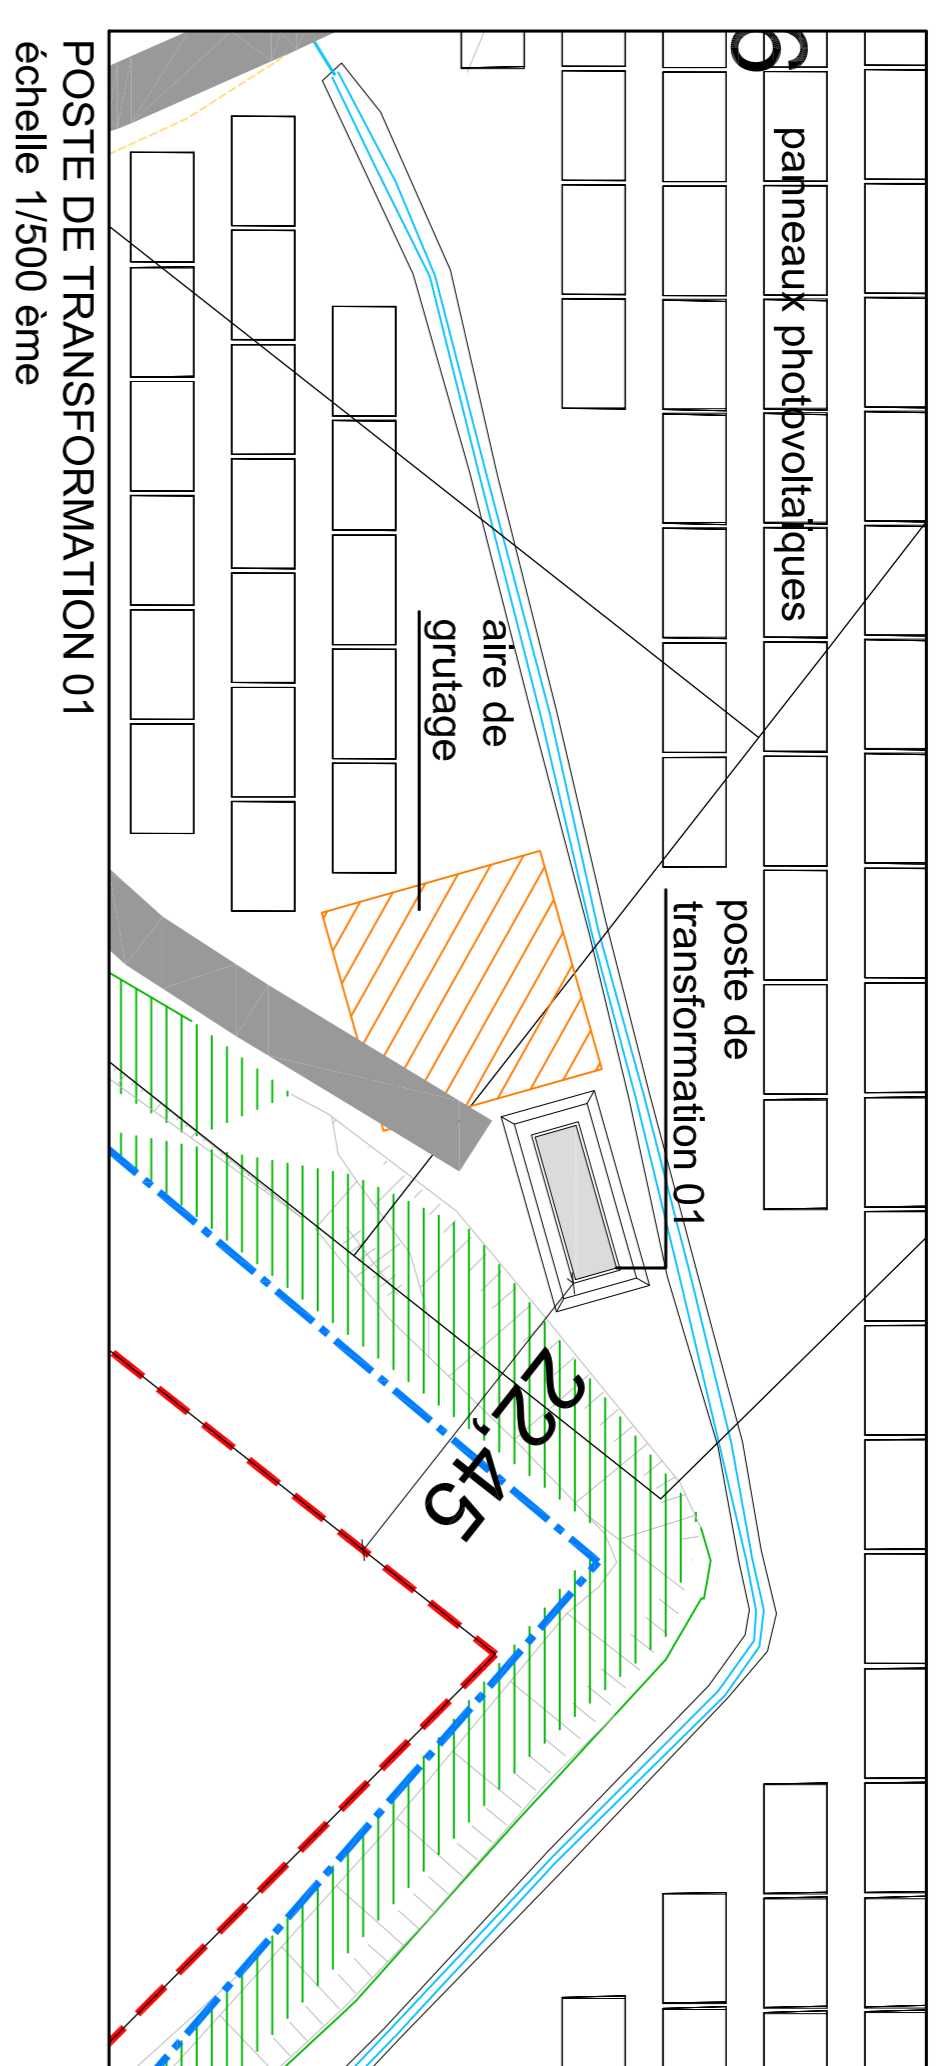 6
panneaux photovoltaïques
poste de
transformation 01
aire de
grutage
22,45
POSTE DE TRANSFORMATION 01
échelle 1/500 ème